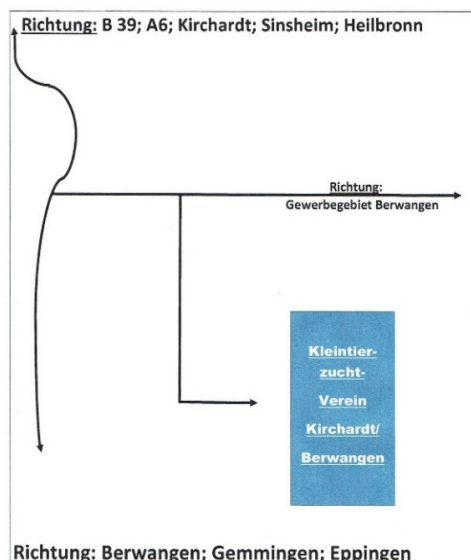 Richtung: B 39; A6; Kirchardt; Sinsheim; Heilbronn
Richtung:
Gewerbegebiet Berwangen
Kleintier-
zucht-
Verein
Kirchardt/
Berwangen
Richtung: Berwangen; Gemmingen; Eppingen